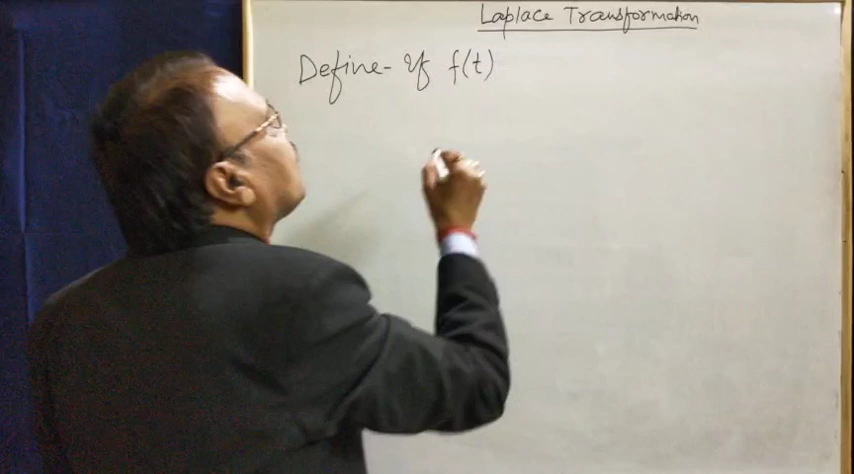 Laplace Transformation
Define- If f(t)